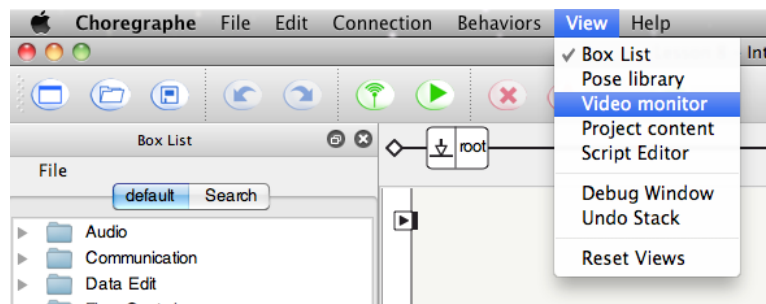 Choregraphe File Edit Connection Behaviors View Help
Box List
Pose library
Video monitor
Project content
Script Editor
Debug Window
Undo Stack
Reset Views
Int
Box List
File
default Search
Audio
Communication
Data Edit
root